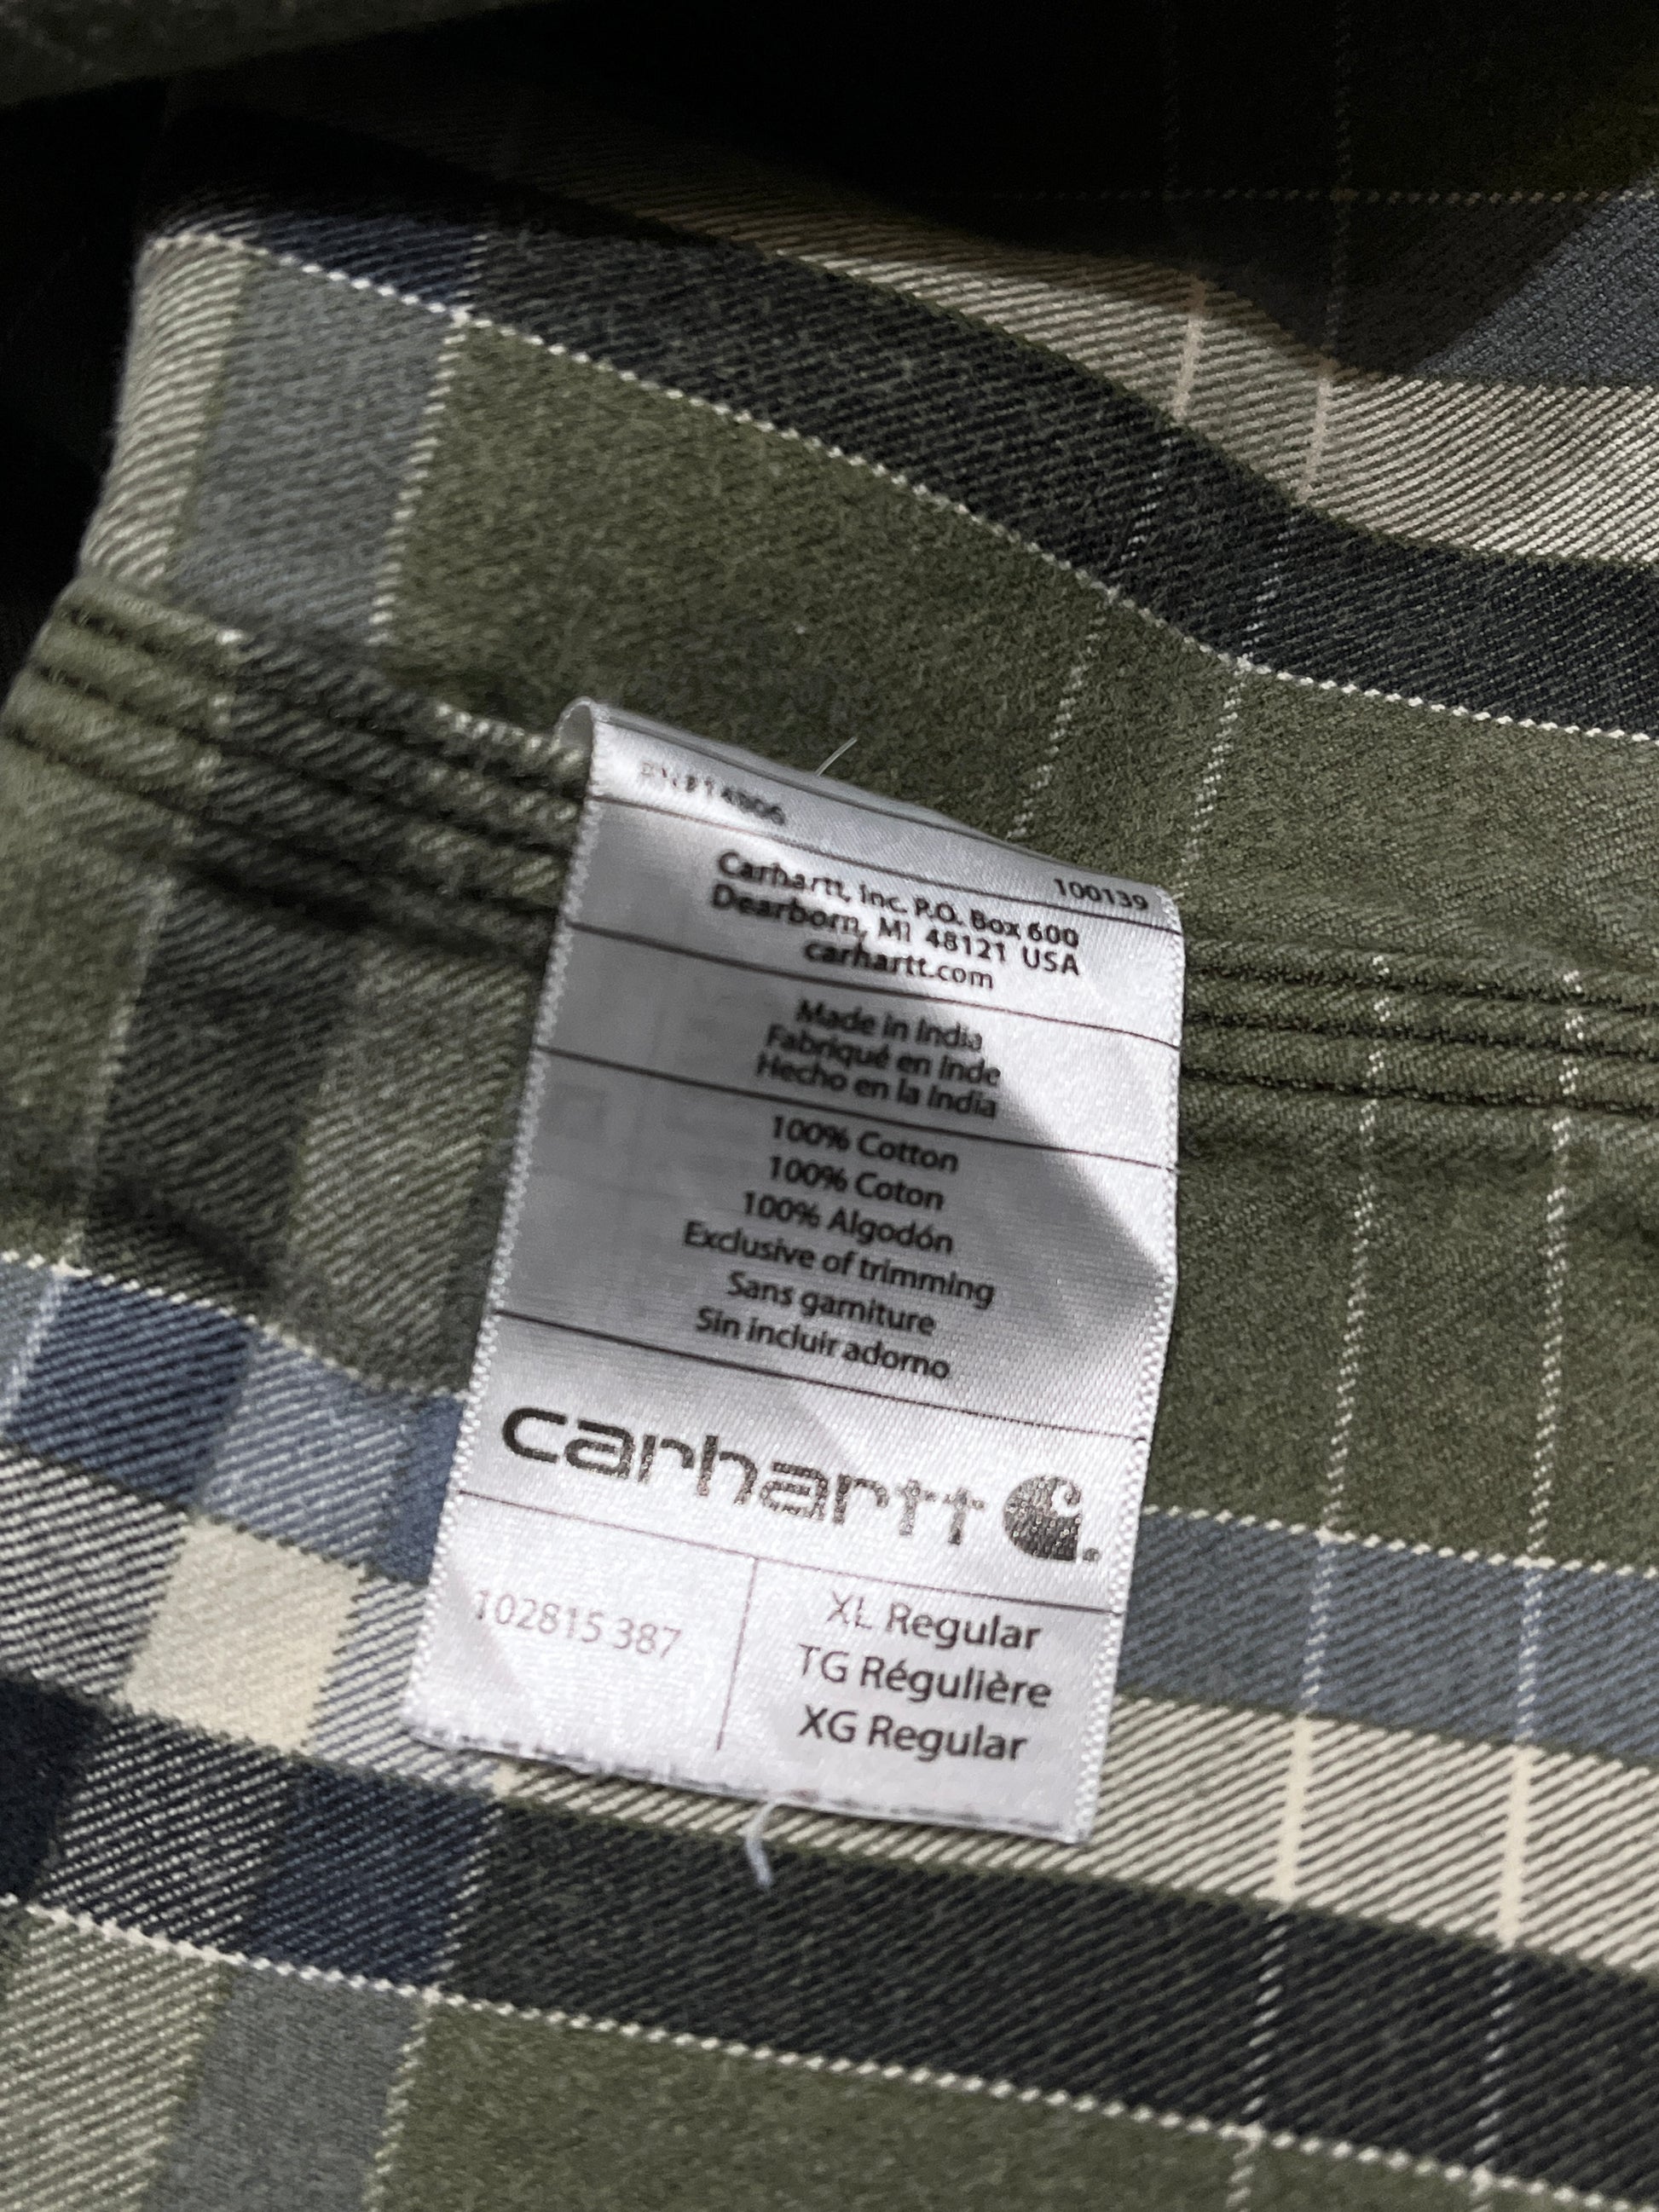 100139
Carhartt, Inc. P.O. Box 600
Dearborn, MI 48121 USA
carhartt.com
Made in India
Fabriqué en Inde
Hecho en la India
100% Cotton
100% Coton
100% Algodón
Exclusive of trimming
Sans garniture
Sin incluir adorno
carhartt
102815 387
XL Regular
TG Régulière
XG Regular